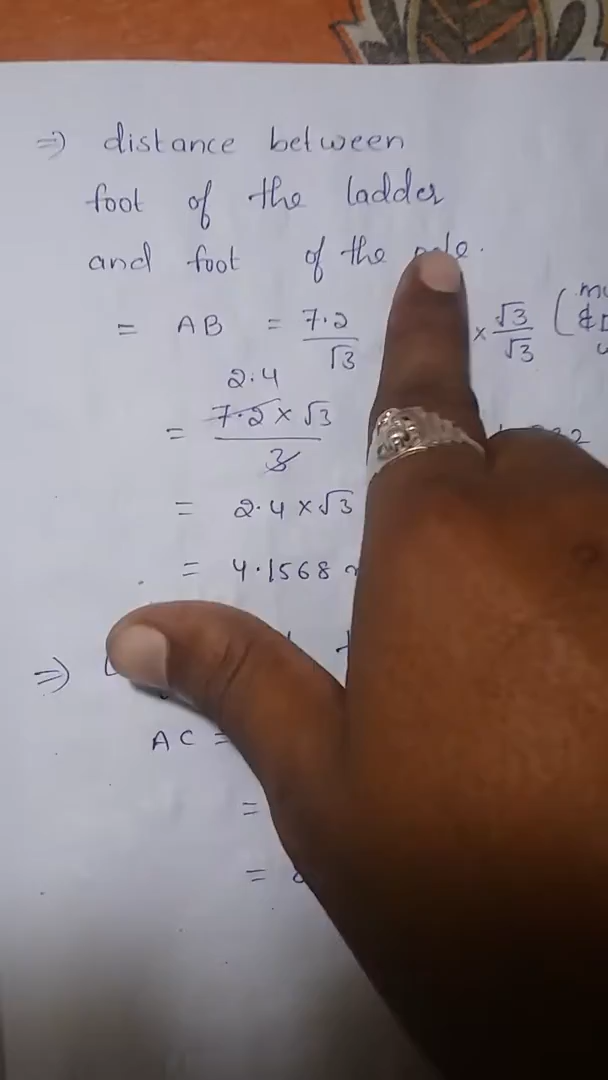 ⇒ distance between
foot of the ladder
and foot of the pole.
= AB = 7.2/√3 × √3/√3 (
2.4
= 7.2 × √3 / 3
= 2.4 × √3
= 4.1568
⇒
AC =
=
=